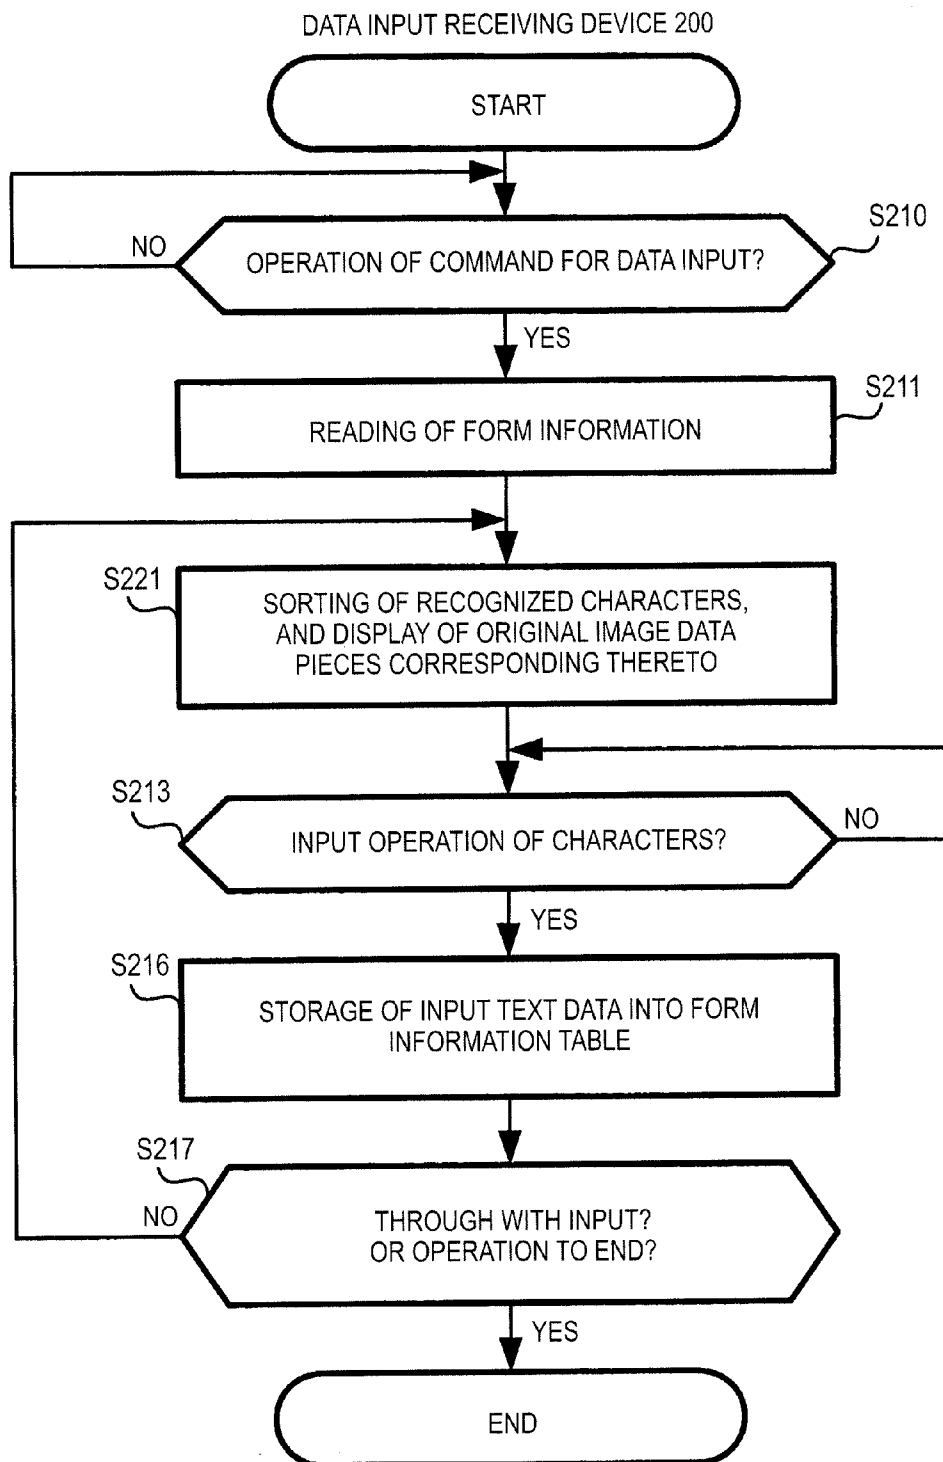 DATA INPUT RECEIVING DEVICE 200
START
S210
NO
OPERATION OF COMMAND FOR DATA INPUT?
YES
S211
READING OF FORM INFORMATION
S221
SORTING OF RECOGNIZED CHARACTERS,
AND DISPLAY OF ORIGINAL IMAGE DATA
PIECES CORRESPONDING THERETO
S213
INPUT OPERATION OF CHARACTERS?
NO
YES
S216
STORAGE OF INPUT TEXT DATA INTO FORM
INFORMATION TABLE
S217
NO
THROUGH WITH INPUT?
OR OPERATION TO END?
YES
END